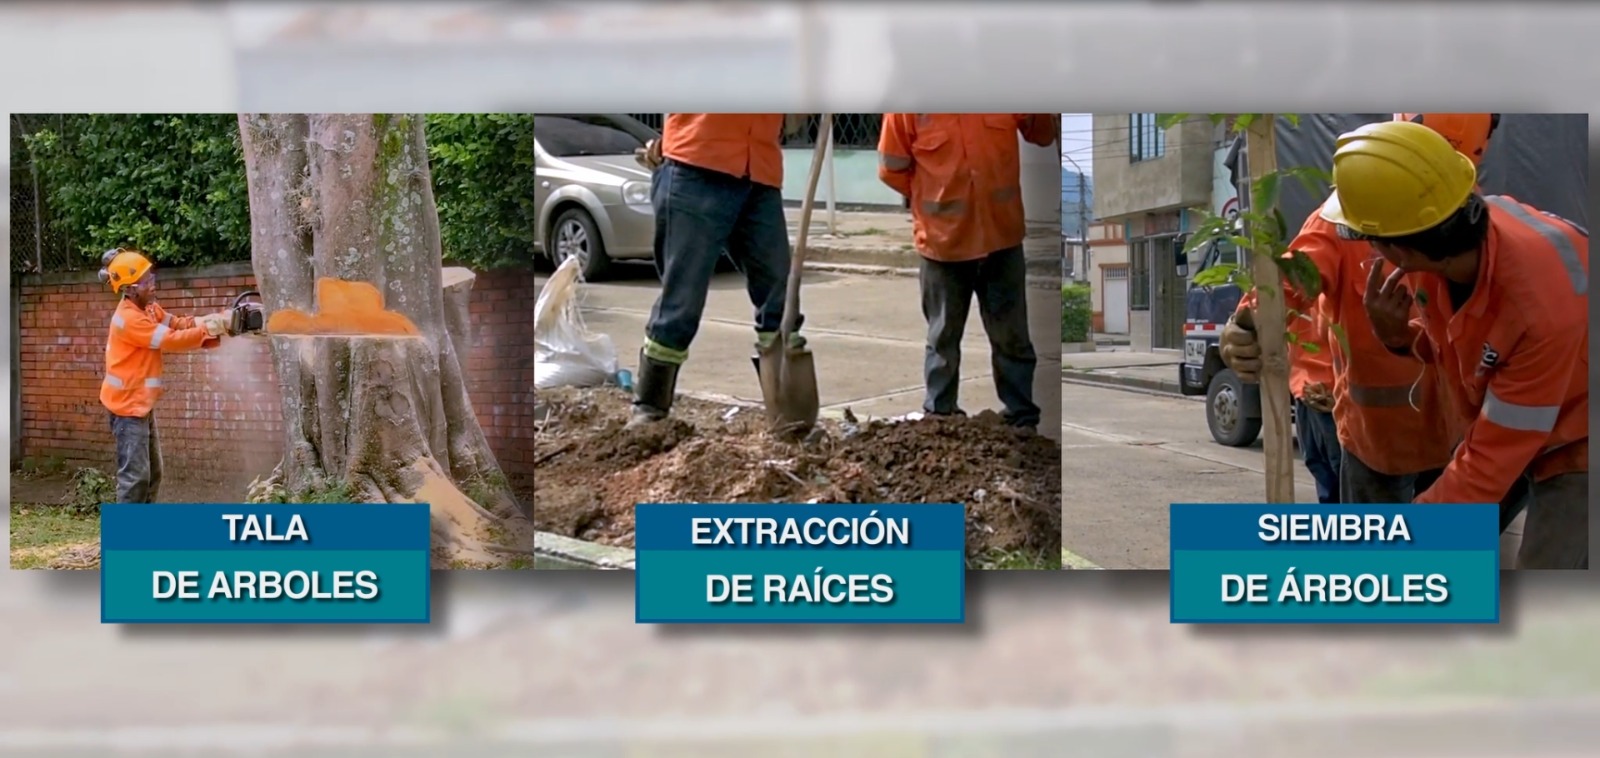 TALA
DE ARBOLES
EXTRACCIÓN
DE RAÍCES
SIEMBRA
DE ÁRBOLES